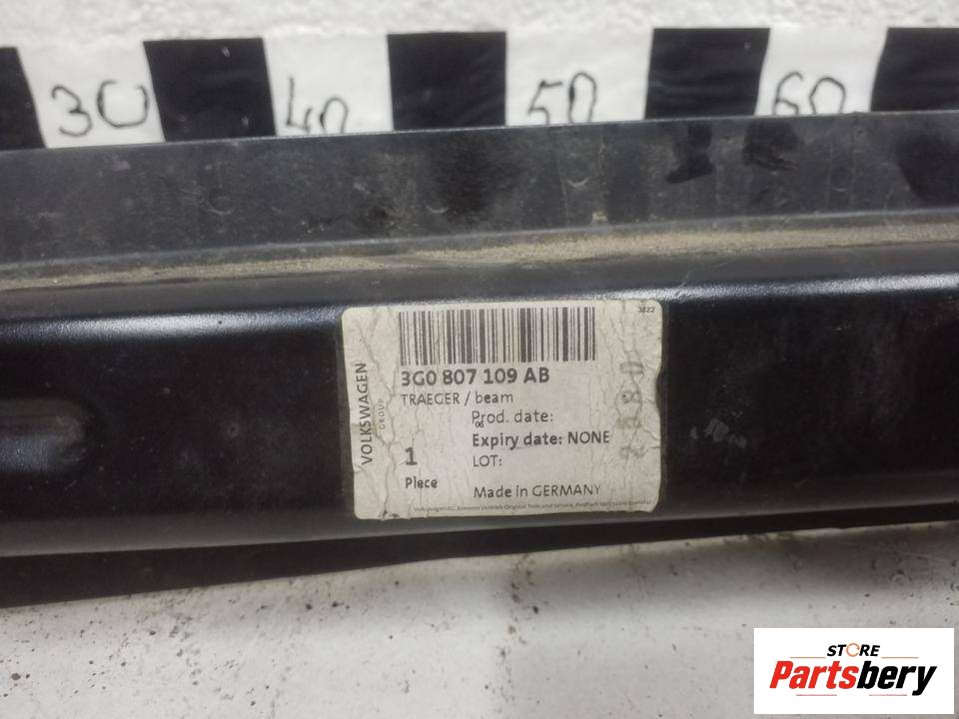 30 40 50 60
3G0 807 109 AB
TRAEGER / beam
Prod. date:
Expiry date: NONE
LOT:
1
Piece
Made in GERMANY
VOLKSWAGEN
GROUP
STORE
Partsbery